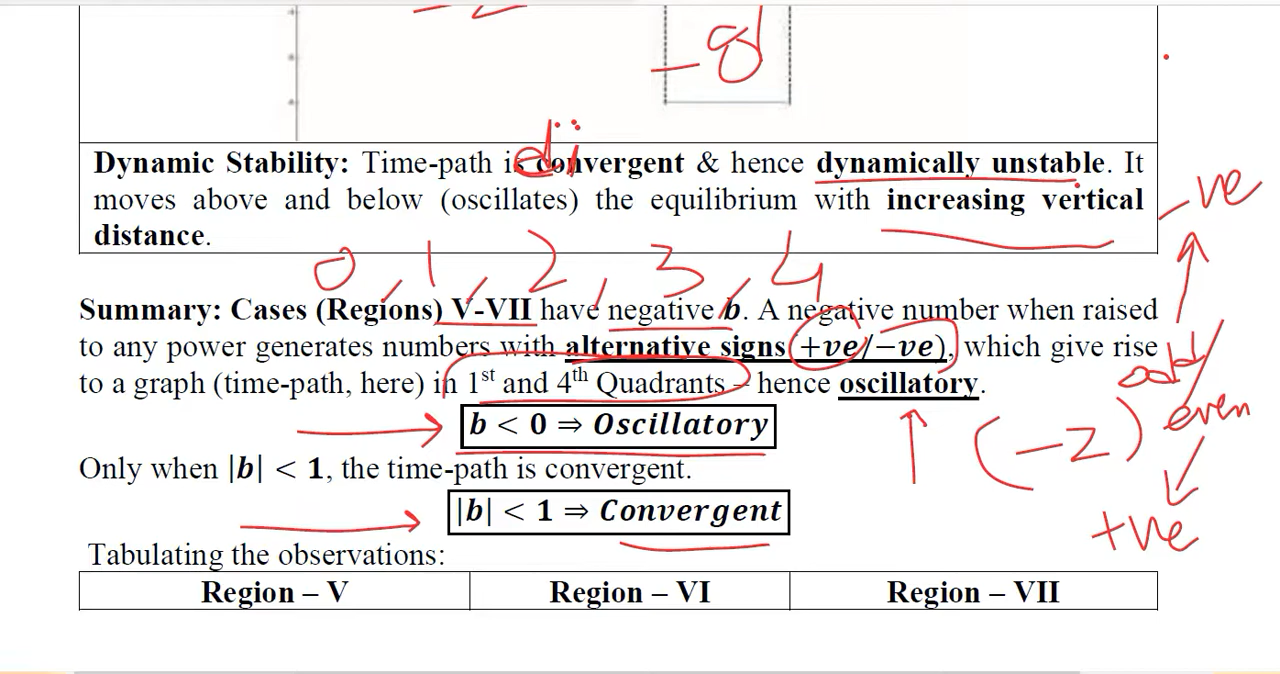 -2
-8
di
Dynamic Stability: Time-path is convergent & hence dynamically unstable. It
moves above and below (oscillates) the equilibrium with increasing vertical
distance.
-ve
0, 1, 2, 3, 4
Summary: Cases (Regions) V-VII have negative b. A negative number when raised
to any power generates numbers with alternative signs (+ve/−ve), which give rise
to a graph (time-path, here) in 1st and 4th Quadrants – hence oscillatory.
odd/
even
(-2)
+ve
b < 0 ⇒ Oscillatory
Only when |b| < 1, the time-path is convergent.
|b| < 1 ⇒ Convergent
Tabulating the observations:
Region – V Region – VI Region – VII